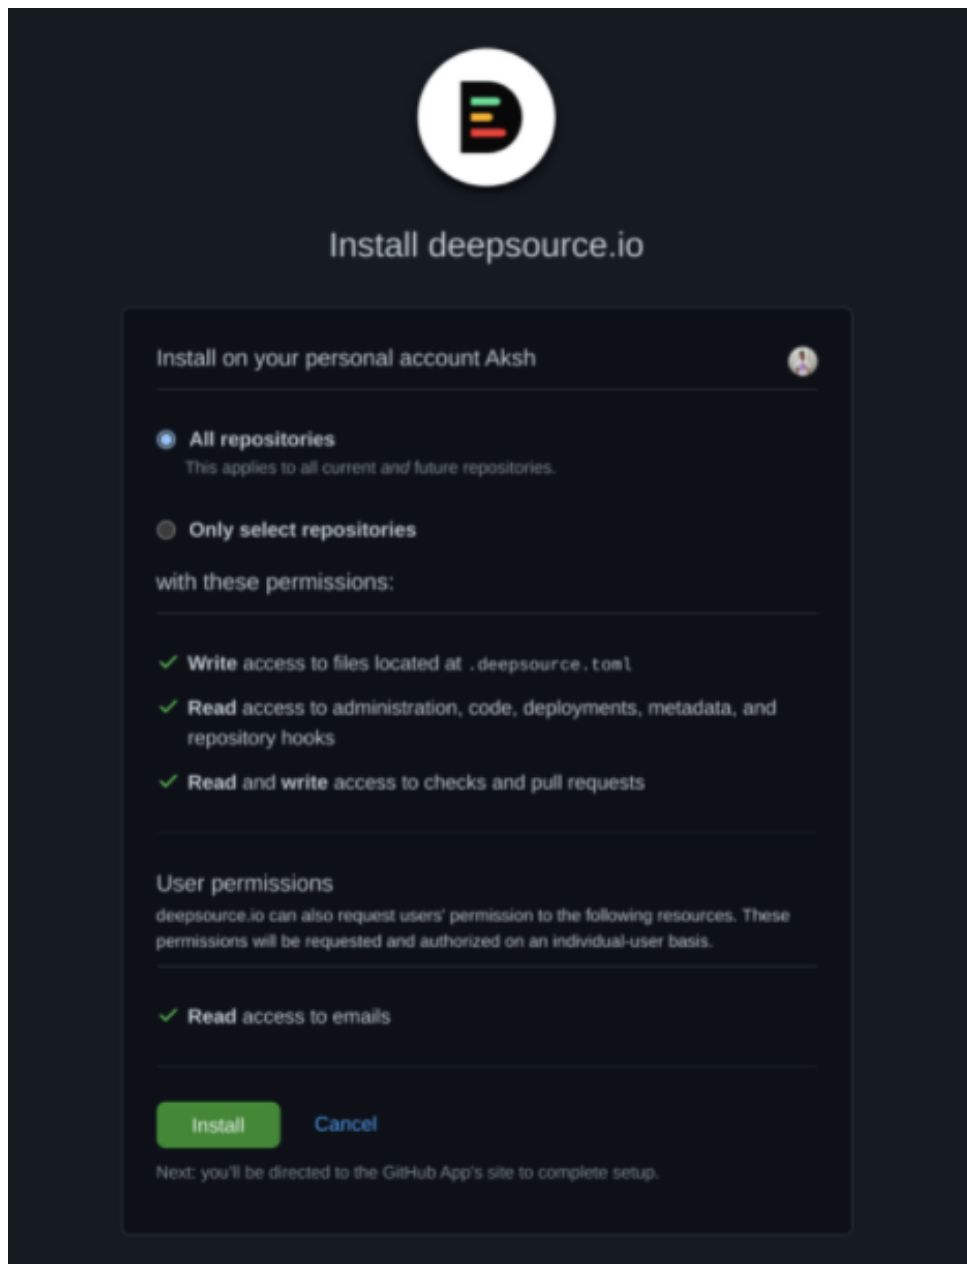 Install deepsource.io
Install on your personal account Aksh
All repositories
This applies to all current and future repositories.
Only select repositories
with these permissions:
Write access to files located at .deepsource.toml
Read access to administration, code, deployments, metadata, and
repository hooks
Read and write access to checks and pull requests
User permissions
deepsource.io can also request users' permission to the following resources. These
permissions will be requested and authorized on an individual-user basis.
Read access to emails
Install Cancel
Next: you'll be directed to the GitHub App's site to complete setup.